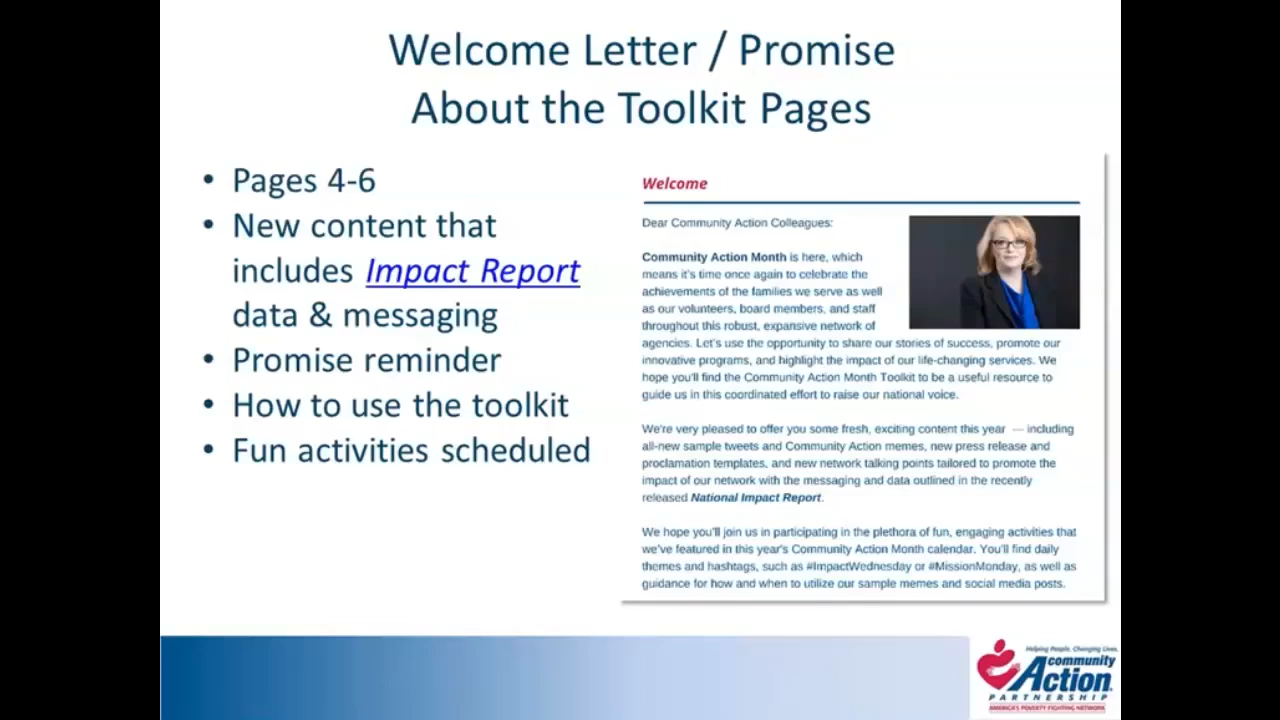 Welcome Letter / Promise
About the Toolkit Pages
• Pages 4-6
• New content that
includes Impact Report
data & messaging
• Promise reminder
• How to use the toolkit
• Fun activities scheduled
Welcome
Dear Community Action Colleagues:
Community Action Month is here, which
means it's time once again to celebrate the
achievements of the families we serve as well
as our volunteers, board members, and staff
throughout this robust, expansive network of
agencies. Let's use the opportunity to share our stories of success, promote our
innovative programs, and highlight the impact of our life-changing services. We
hope you'll find the Community Action Month Toolkit to be a useful resource to
guide us in this coordinated effort to raise our national voice.
We're very pleased to offer you some fresh, exciting content this year — including
all-new sample tweets and Community Action memes, new press release and
proclamation templates, and new network talking points tailored to promote the
impact of our network with the messaging and data outlined in the recently
released National Impact Report.
We hope you'll join us in participating in the plethora of fun, engaging activities that
we've featured in this year's Community Action Month calendar. You'll find daily
themes and hashtags, such as #ImpactWednesday or #MissionMonday, as well as
guidance for how and when to utilize our sample memes and social media posts.
Helping People. Changing Lives.
community
Action
PARTNERSHIP
AMERICA'S POVERTY FIGHTING NETWORK